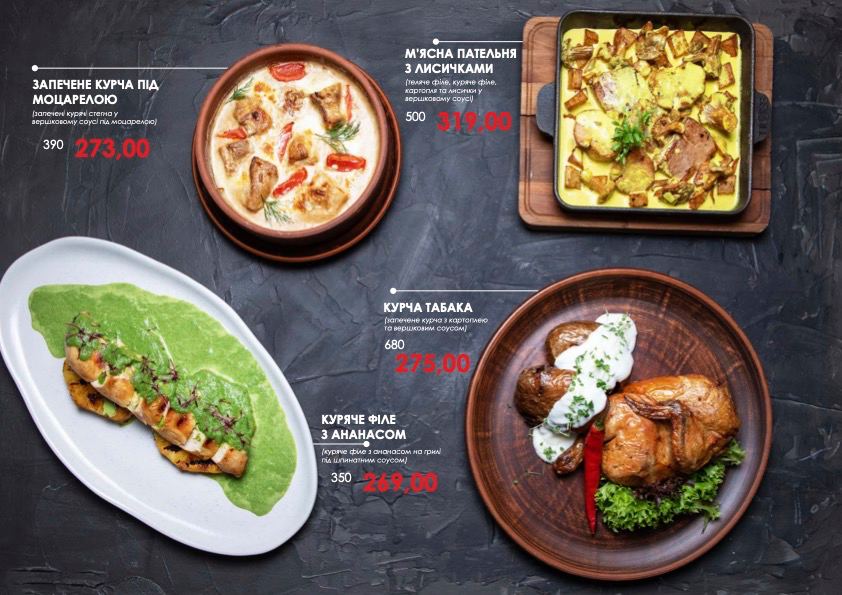 ЗАПЕЧЕНЕ КУРЧА ПІД
МОЦАРЕЛОЮ
(запечені курячі стегна у
вершковому соусі під моцарелою)
390 273,00
М'ЯСНА ПАТЕЛЬНЯ
З ЛИСИЧКАМИ
(теляче філе, куряче філе,
картопля та лисички у
вершковому соусі)
500 319,00
КУРЧА ТАБАКА
(запечене курча з картоплею
та вершковим соусом)
680
275,00
КУРЯЧЕ ФІЛЕ
З АНАНАСОМ
(куряче філе з ананасом на грилі
під шпинатним соусом)
350 269,00